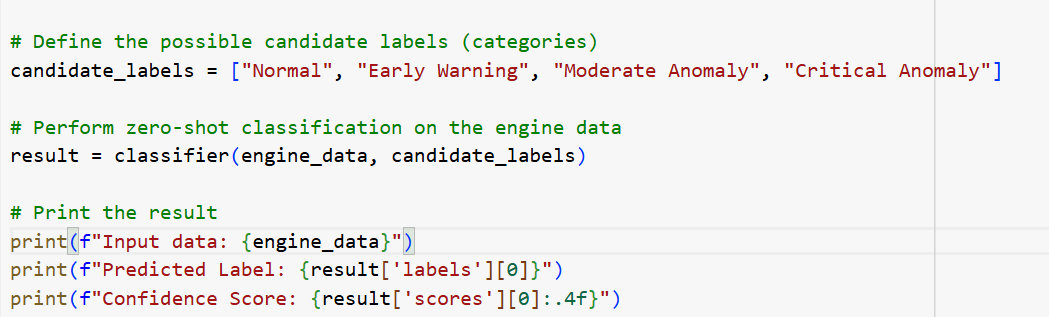 # Define the possible candidate labels (categories)
candidate_labels = ["Normal", "Early Warning", "Moderate Anomaly", "Critical Anomaly"]
# Perform zero-shot classification on the engine data
result = classifier(engine_data, candidate_labels)
# Print the result
print(f"Input data: {engine_data}")
print(f"Predicted Label: {result['labels'][0]}")
print(f"Confidence Score: {result['scores'][0]:.4f}")